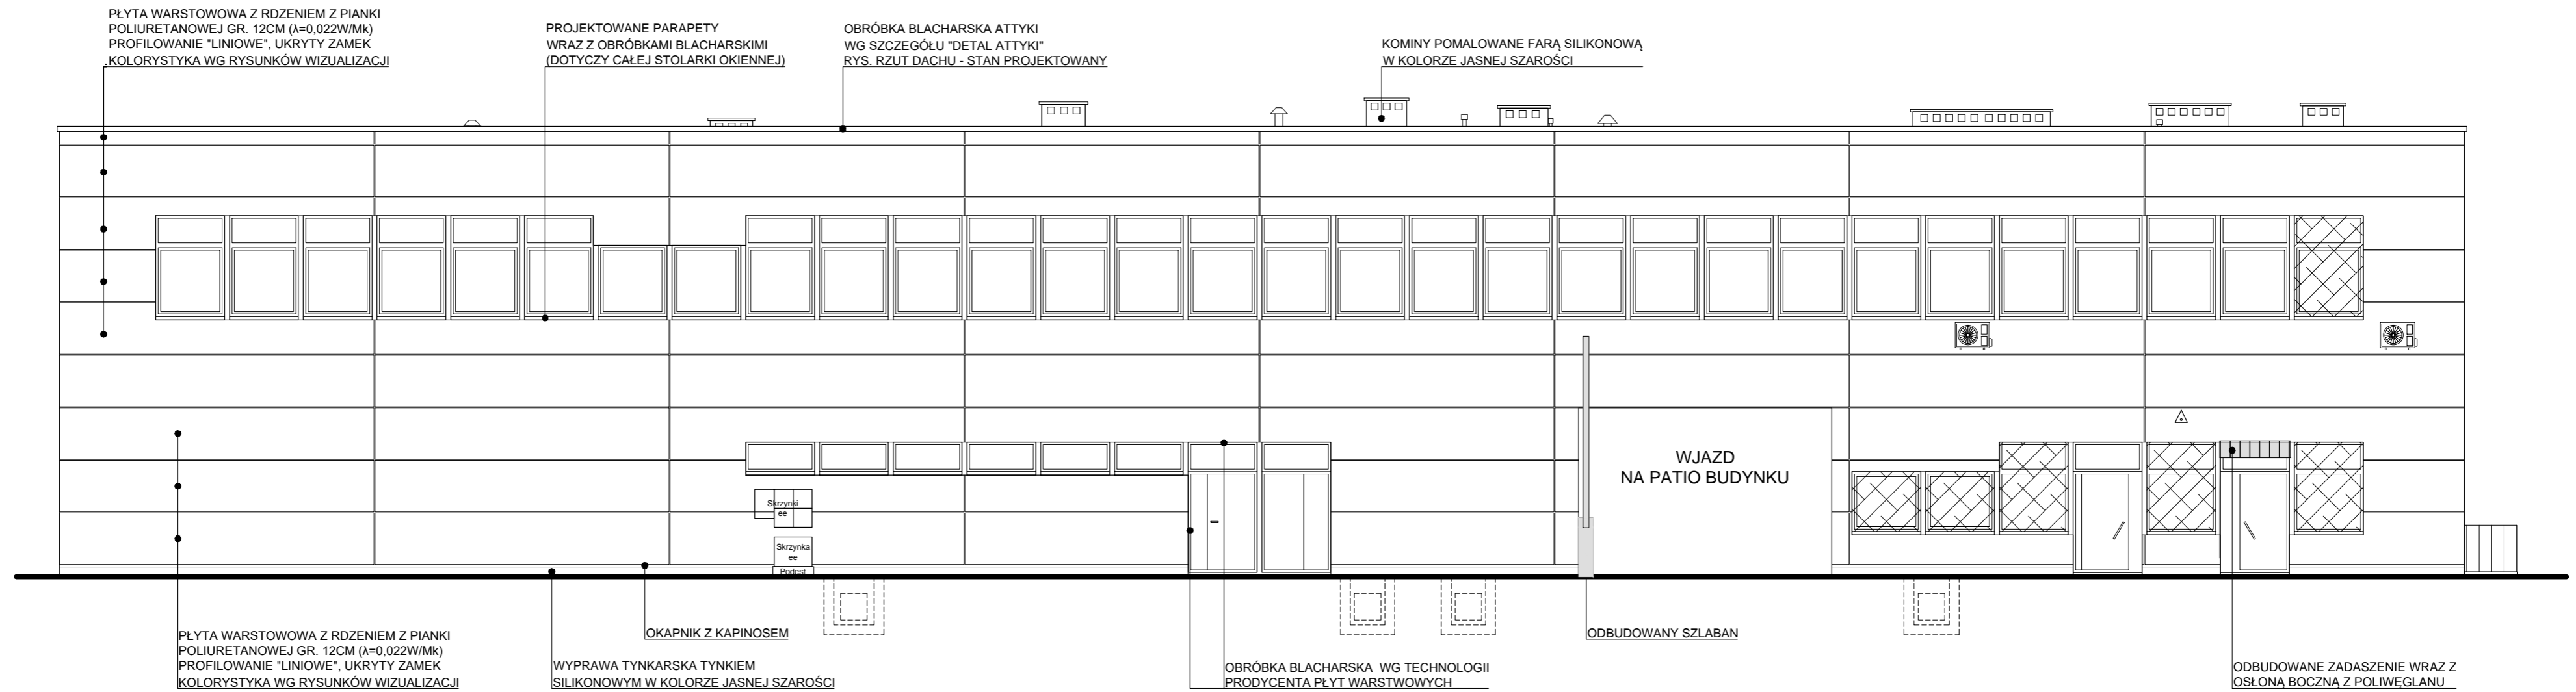 PŁYTA WARSTOWOWA Z RDZENIEM Z PIANKI
POLIURETANOWEJ GR. 12CM (λ=0,022W/Mk)
PROFILOWANIE "LINIOWE", UKRYTY ZAMEK
KOLORYSTYKA WG RYSUNKÓW WIZUALIZACJI
PROJEKTOWANE PARAPETY
WRAZ Z OBRÓBKAMI BLACHARSKIMI
(DOTYCZY CAŁEJ STOLARKI OKIENNEJ)
OBRÓBKA BLACHARSKA ATTYKI
WG SZCZEGÓŁU "DETAL ATTYKI"
RYS. RZUT DACHU - STAN PROJEKTOWANY
KOMINY POMALOWANE FARĄ SILIKONOWĄ
W KOLORZE JASNEJ SZAROŚCI
WJAZD
NA PATIO BUDYNKU
Skrzynki
ee
Skrzynka
ee
Podest
PŁYTA WARSTOWOWA Z RDZENIEM Z PIANKI
POLIURETANOWEJ GR. 12CM (λ=0,022W/Mk)
PROFILOWANIE "LINIOWE", UKRYTY ZAMEK
KOLORYSTYKA WG RYSUNKÓW WIZUALIZACJI
OKAPNIK Z KAPINOSEM
WYPRAWA TYNKARSKA TYNKIEM
SILIKONOWYM W KOLORZE JASNEJ SZAROŚCI
OBRÓBKA BLACHARSKA WG TECHNOLOGII
PRODYCENTA PŁYT WARSTWOWYCH
ODBUDOWANY SZLABAN
ODBUDOWANE ZADASZENIE WRAZ Z
OSŁONĄ BOCZNĄ Z POLIWĘGLANU